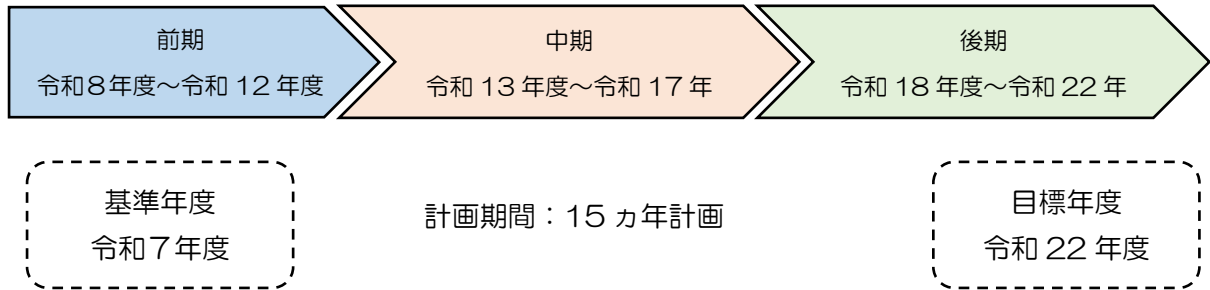 前期
令和8年度～令和 12 年度
中期
令和 13 年度～令和 17 年
後期
令和 18 年度～令和 22 年
基準年度
令和7年度
計画期間：15 ヵ年計画
目標年度
令和 22 年度